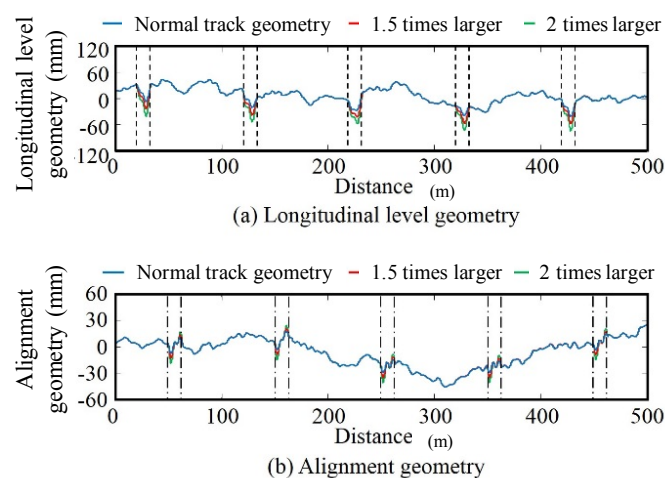 Normal track geometry 1.5 times larger 2 times larger
Longitudinal level
geometry (mm)
120
60
0
-60
-120
0 100 200 300 400 500
Distance (m)
(a) Longitudinal level geometry
Normal track geometry 1.5 times larger 2 times larger
Alignment
geometry (mm)
60
30
0
-30
-60
0 100 200 300 400 500
Distance (m)
(b) Alignment geometry